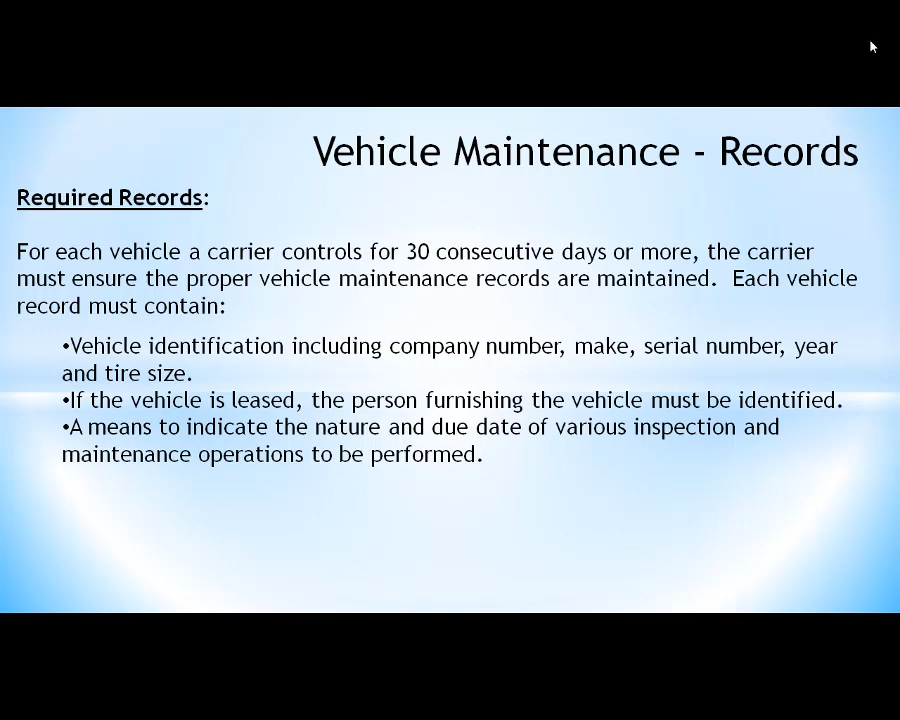 Vehicle Maintenance - Records
Required Records:
For each vehicle a carrier controls for 30 consecutive days or more, the carrier
must ensure the proper vehicle maintenance records are maintained.  Each vehicle
record must contain:
•Vehicle identification including company number, make, serial number, year
and tire size.
•If the vehicle is leased, the person furnishing the vehicle must be identified.
•A means to indicate the nature and due date of various inspection and
maintenance operations to be performed.